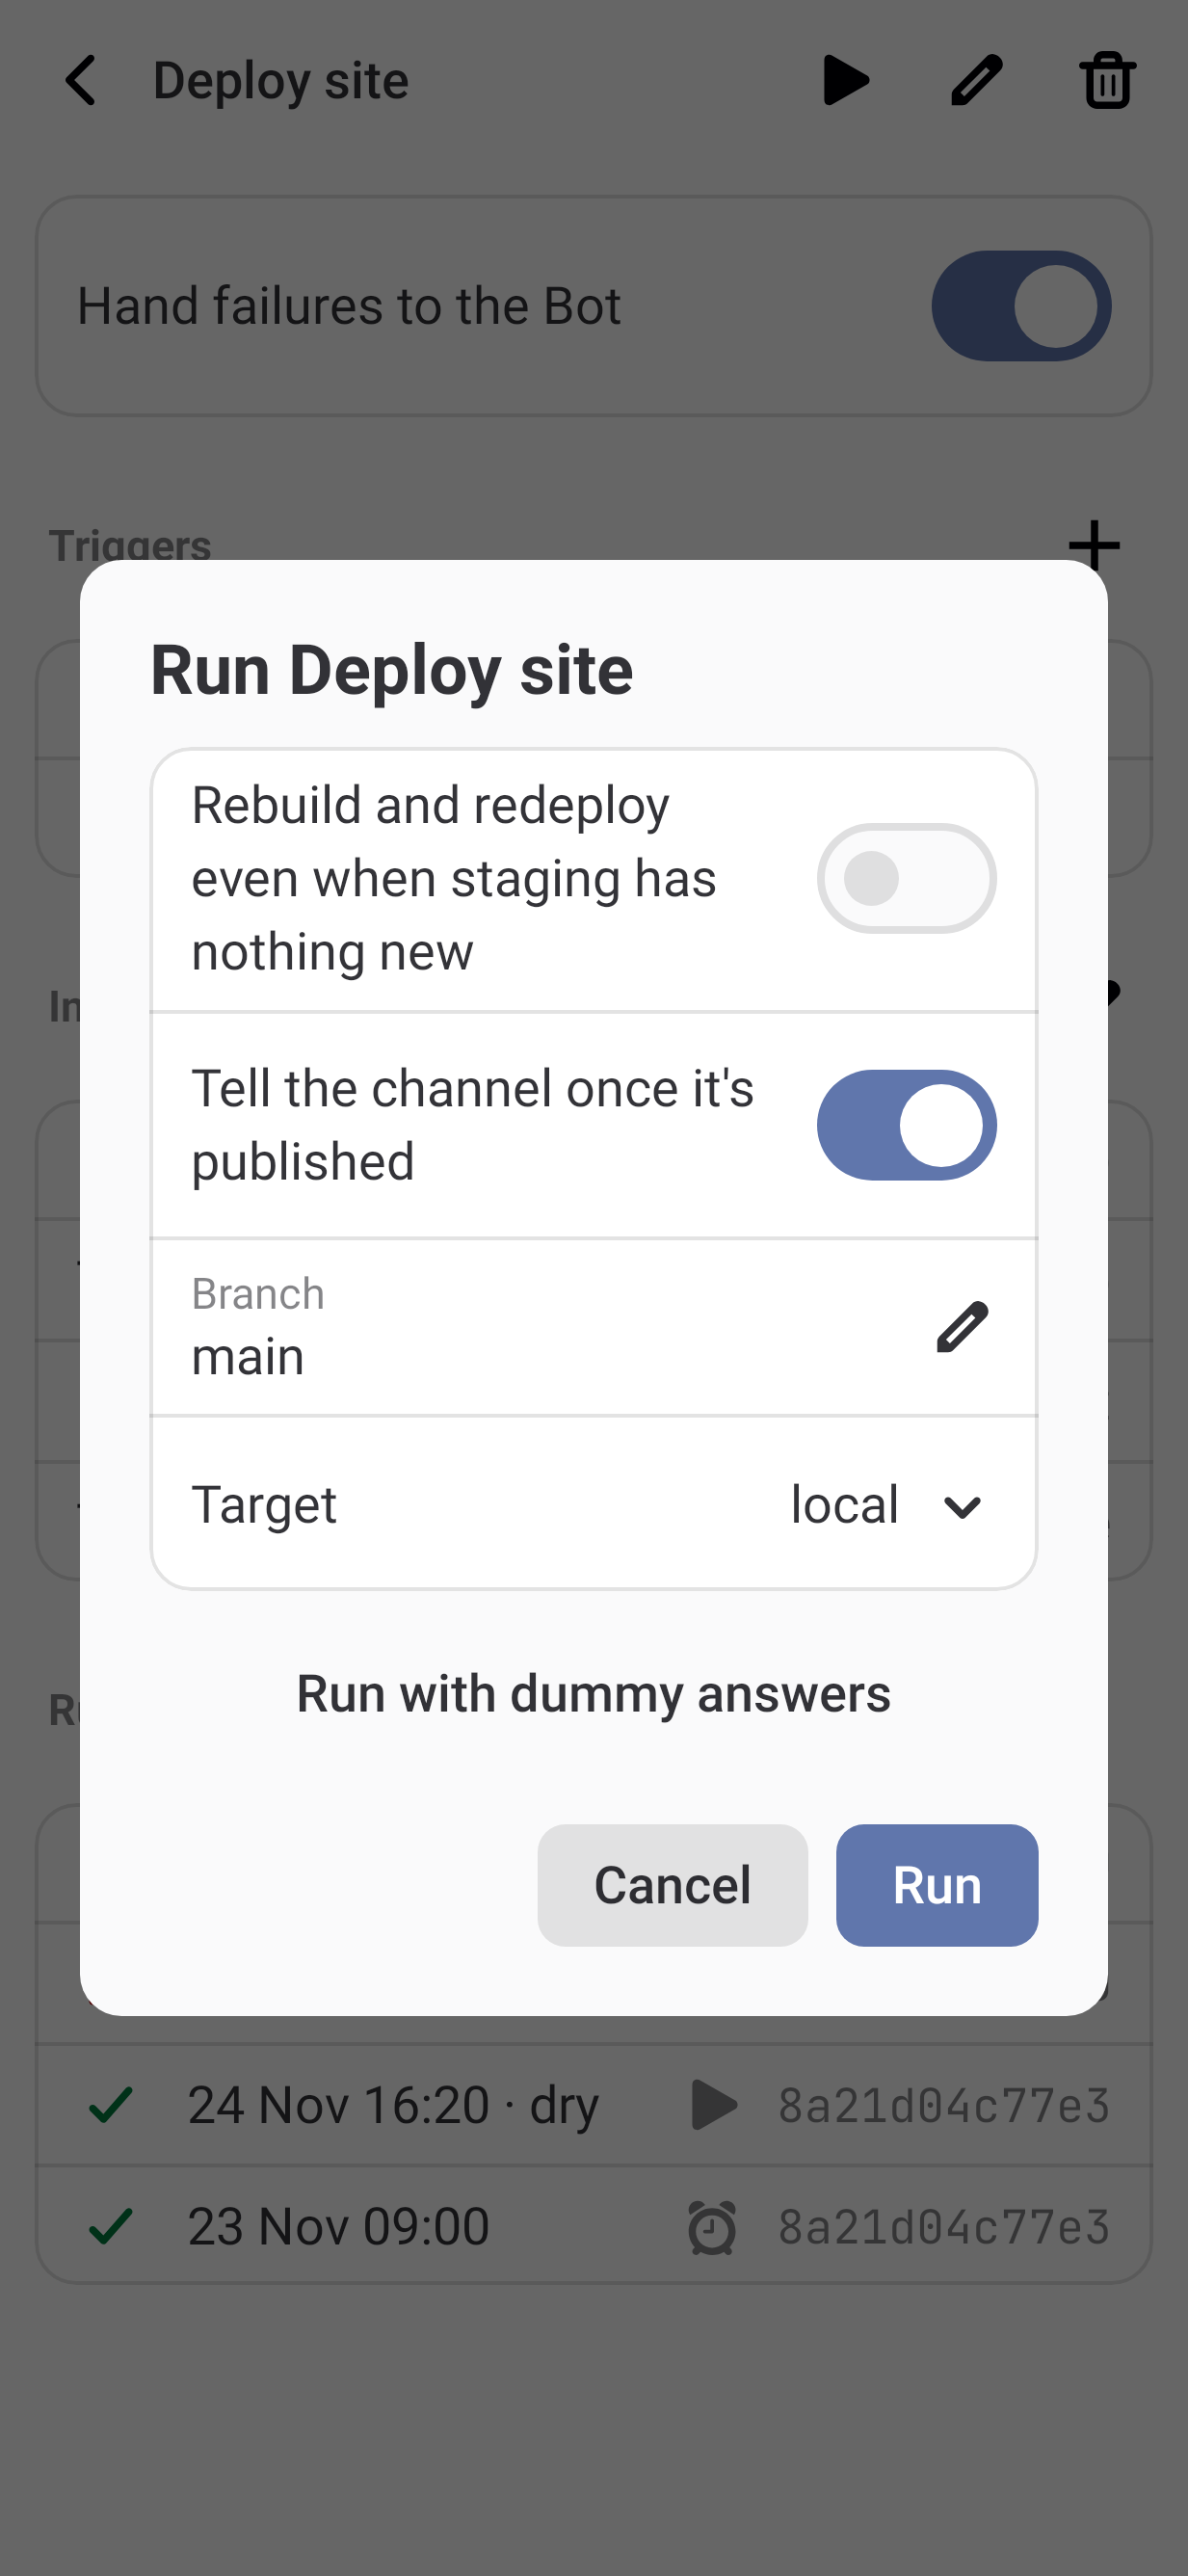 Deploy site
Hand failures to the Bot
Triggers
Run Deploy site
Rebuild and redeploy
even when staging has
nothing new
Tell the channel once it's
published
Branch
main
Target
local
Run with dummy answers
Cancel
Run
24 Nov 16:20 · dry
8a21d04c77e3
23 Nov 09:00
8a21d04c77e3